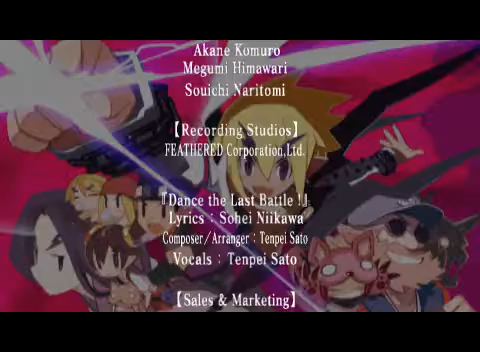 Akane Komuro
Megumi Himawari
Souichi Naritomi
【Recording Studios】
FEATHERED Corporation,Ltd.
『Dance the Last Battle !』
Lyrics：Sohei Niikawa
Composer／Arranger：Tenpei Sato
Vocals：Tenpei Sato
【Sales & Marketing】